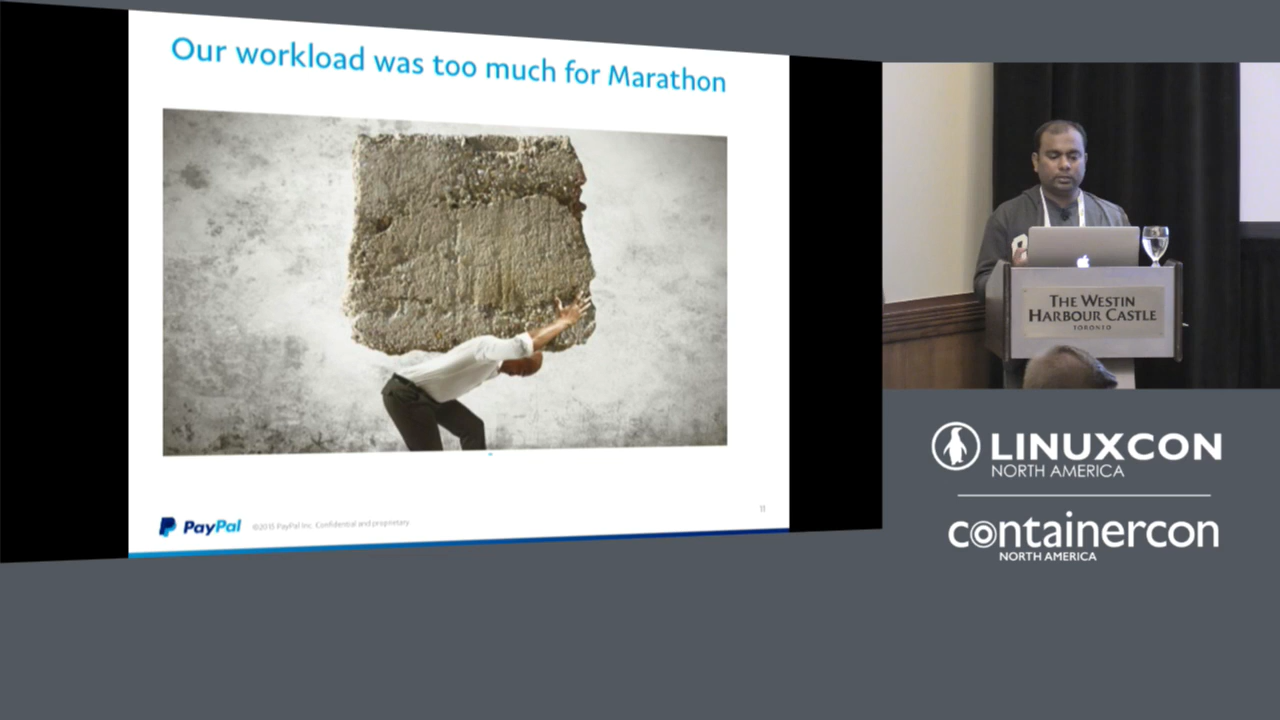 Our workload was too much for Marathon
PayPal
©2015 PayPal Inc. Confidential and proprietary
11
THE WESTIN
HARBOUR CASTLE
TORONTO
LINUXCON
NORTH AMERICA
containercon
NORTH AMERICA